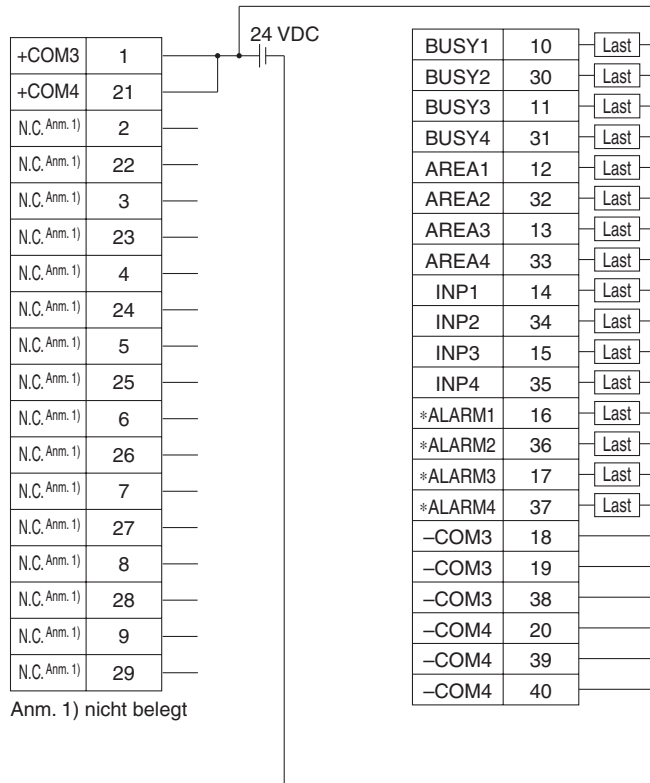 24 VDC
+COM3 1
+COM4 21
N.C. Anm. 1) 2
N.C. Anm. 1) 22
N.C. Anm. 1) 3
N.C. Anm. 1) 23
N.C. Anm. 1) 4
N.C. Anm. 1) 24
N.C. Anm. 1) 5
N.C. Anm. 1) 25
N.C. Anm. 1) 6
N.C. Anm. 1) 26
N.C. Anm. 1) 7
N.C. Anm. 1) 27
N.C. Anm. 1) 8
N.C. Anm. 1) 28
N.C. Anm. 1) 9
N.C. Anm. 1) 29
Anm. 1) nicht belegt
BUSY1 10 Last
BUSY2 30 Last
BUSY3 11 Last
BUSY4 31 Last
AREA1 12 Last
AREA2 32 Last
AREA3 13 Last
AREA4 33 Last
INP1 14 Last
INP2 34 Last
INP3 15 Last
INP4 35 Last
*ALARM1 16 Last
*ALARM2 36 Last
*ALARM3 17 Last
*ALARM4 37 Last
–COM3 18
–COM3 19
–COM3 38
–COM4 20
–COM4 39
–COM4 40